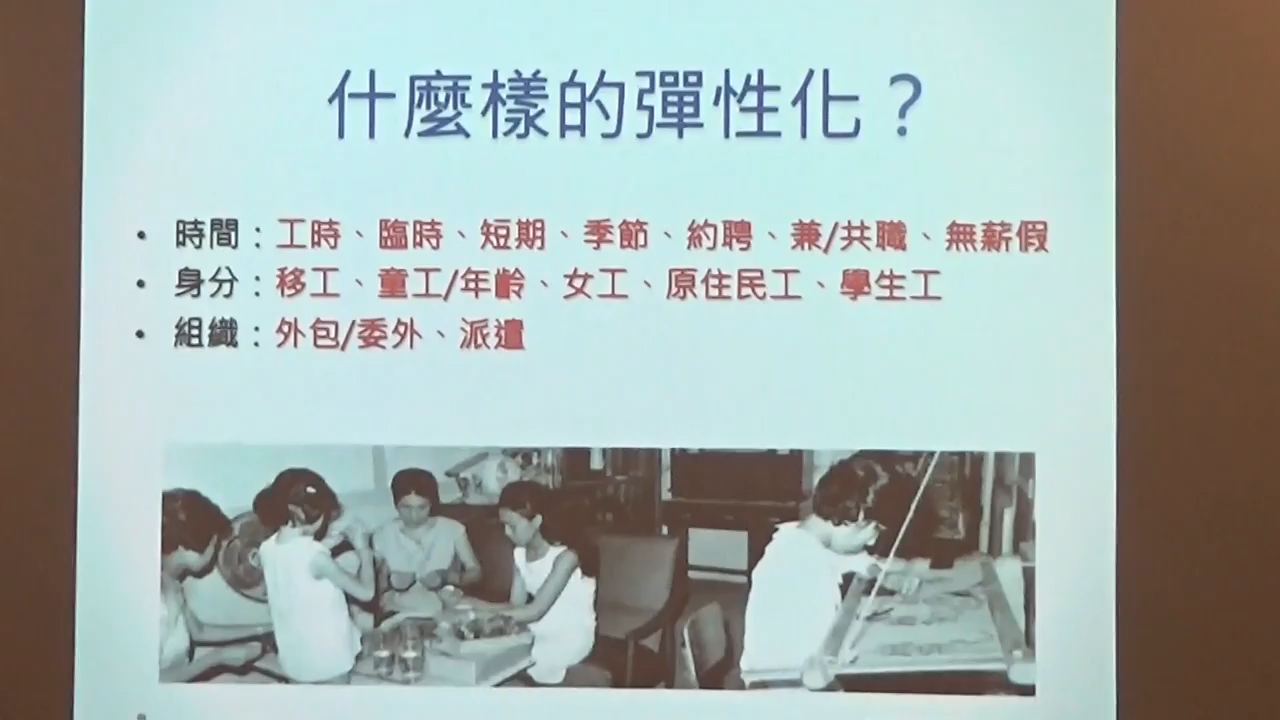 什麼樣的彈性化？
• 時間：工時、臨時、短期、季節、約聘、兼/共職、無薪假
• 身分：移工、童工/年齡、女工、原住民工、學生工
• 組織：外包/委外、派遣